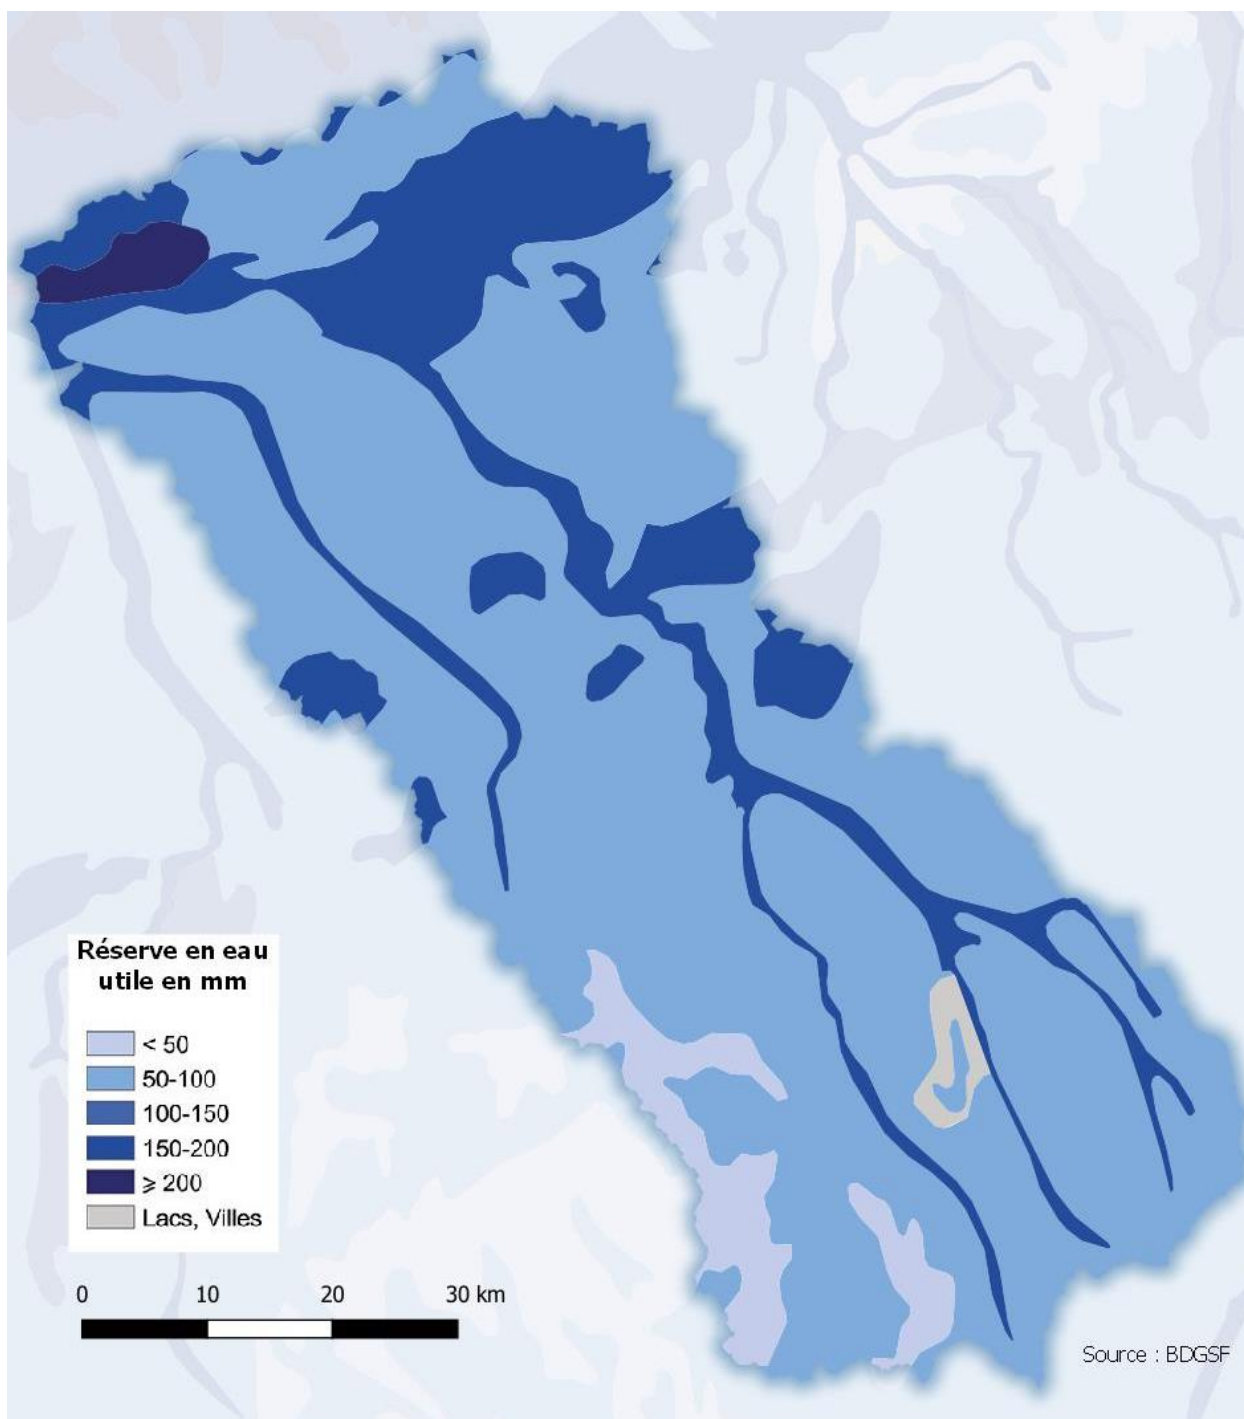 Réserve en eau
utile en mm
< 50
50-100
100-150
150-200
⩾ 200
Lacs, Villes
0 10 20 30 km
Source : BDGSF